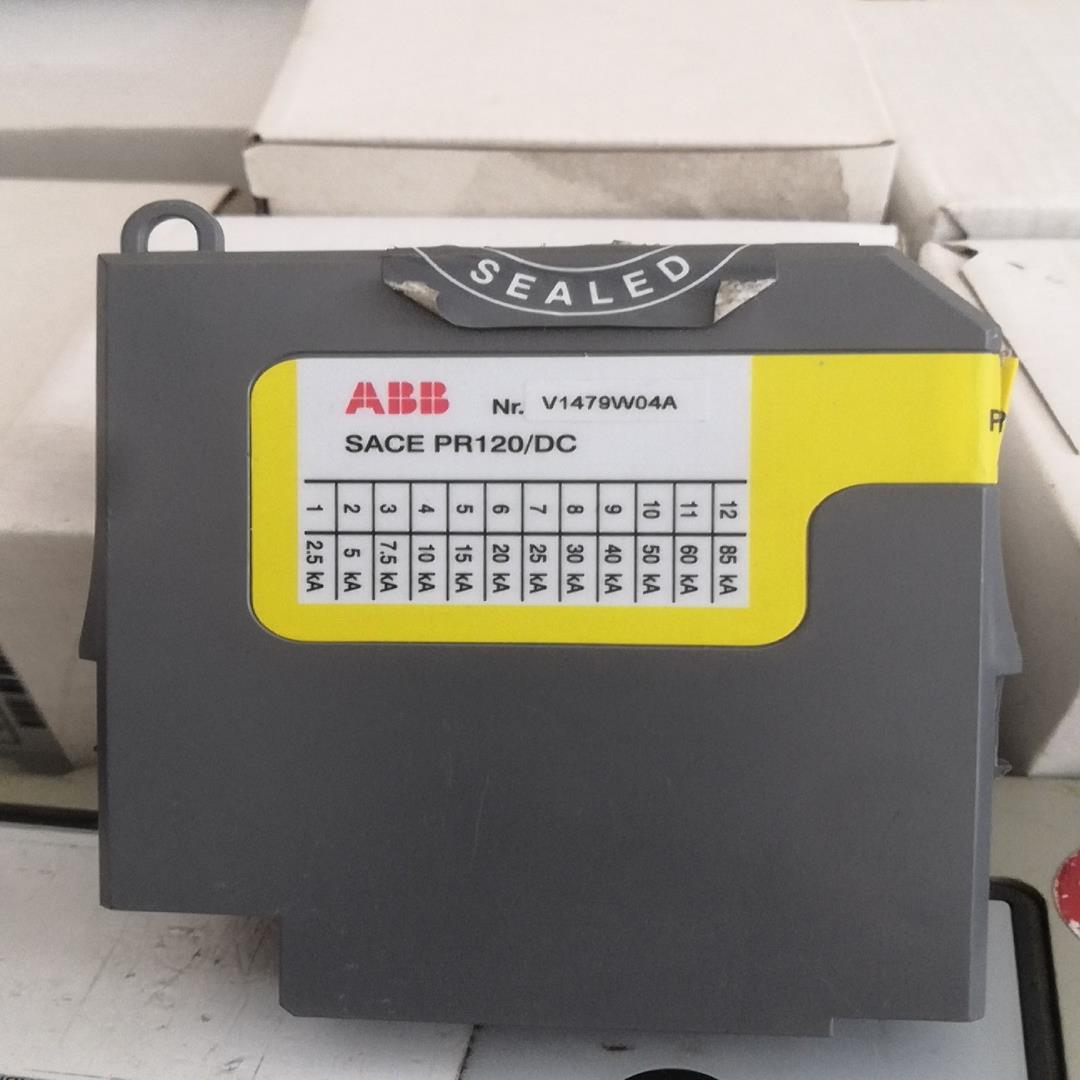 SEALED
ABB Nr. V1479W04A
SACE PR120/DC
1 2 3 4 5 6 7 8 9 10 11 12
2.5 kA 5 kA 7.5 kA 10 kA 15 kA 20 kA 25 kA 30 kA 40 kA 50 kA 60 kA 85 kA